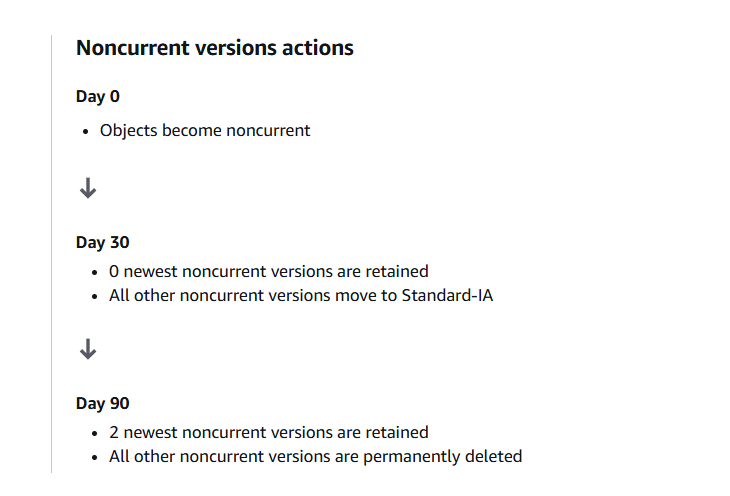 Noncurrent versions actions
Day 0
• Objects become noncurrent
↓
Day 30
• 0 newest noncurrent versions are retained
• All other noncurrent versions move to Standard-IA
↓
Day 90
• 2 newest noncurrent versions are retained
• All other noncurrent versions are permanently deleted